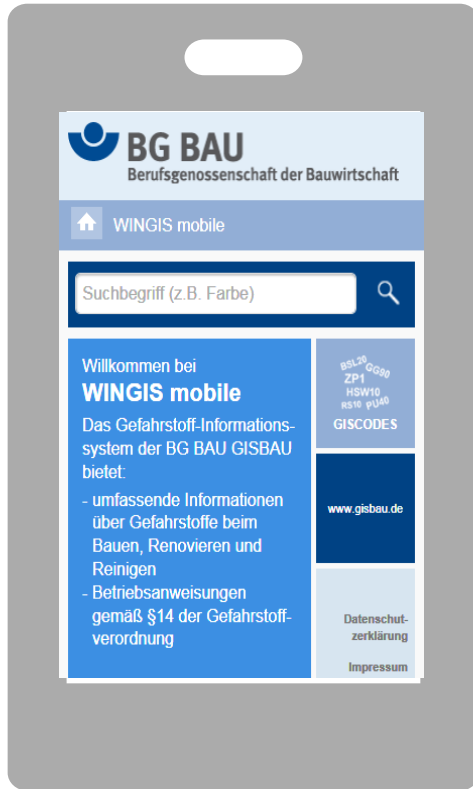 BG BAU
Berufsgenossenschaft der Bauwirtschaft
WINGIS mobile
Suchbegriff (z.B. Farbe)
Willkommen bei
WINGIS mobile
Das Gefahrstoff-Informations-
system der BG BAU GISBAU
bietet:
- umfassende Informationen
über Gefahrstoffe beim
Bauen, Renovieren und
Reinigen
- Betriebsanweisungen
gemäß §14 der Gefahrstoff-
verordnung
BSL20 GG90
ZP1
HSW10
RS10 PU40
GISCODES
www.gisbau.de
Datenschut-
zerklärung
Impressum